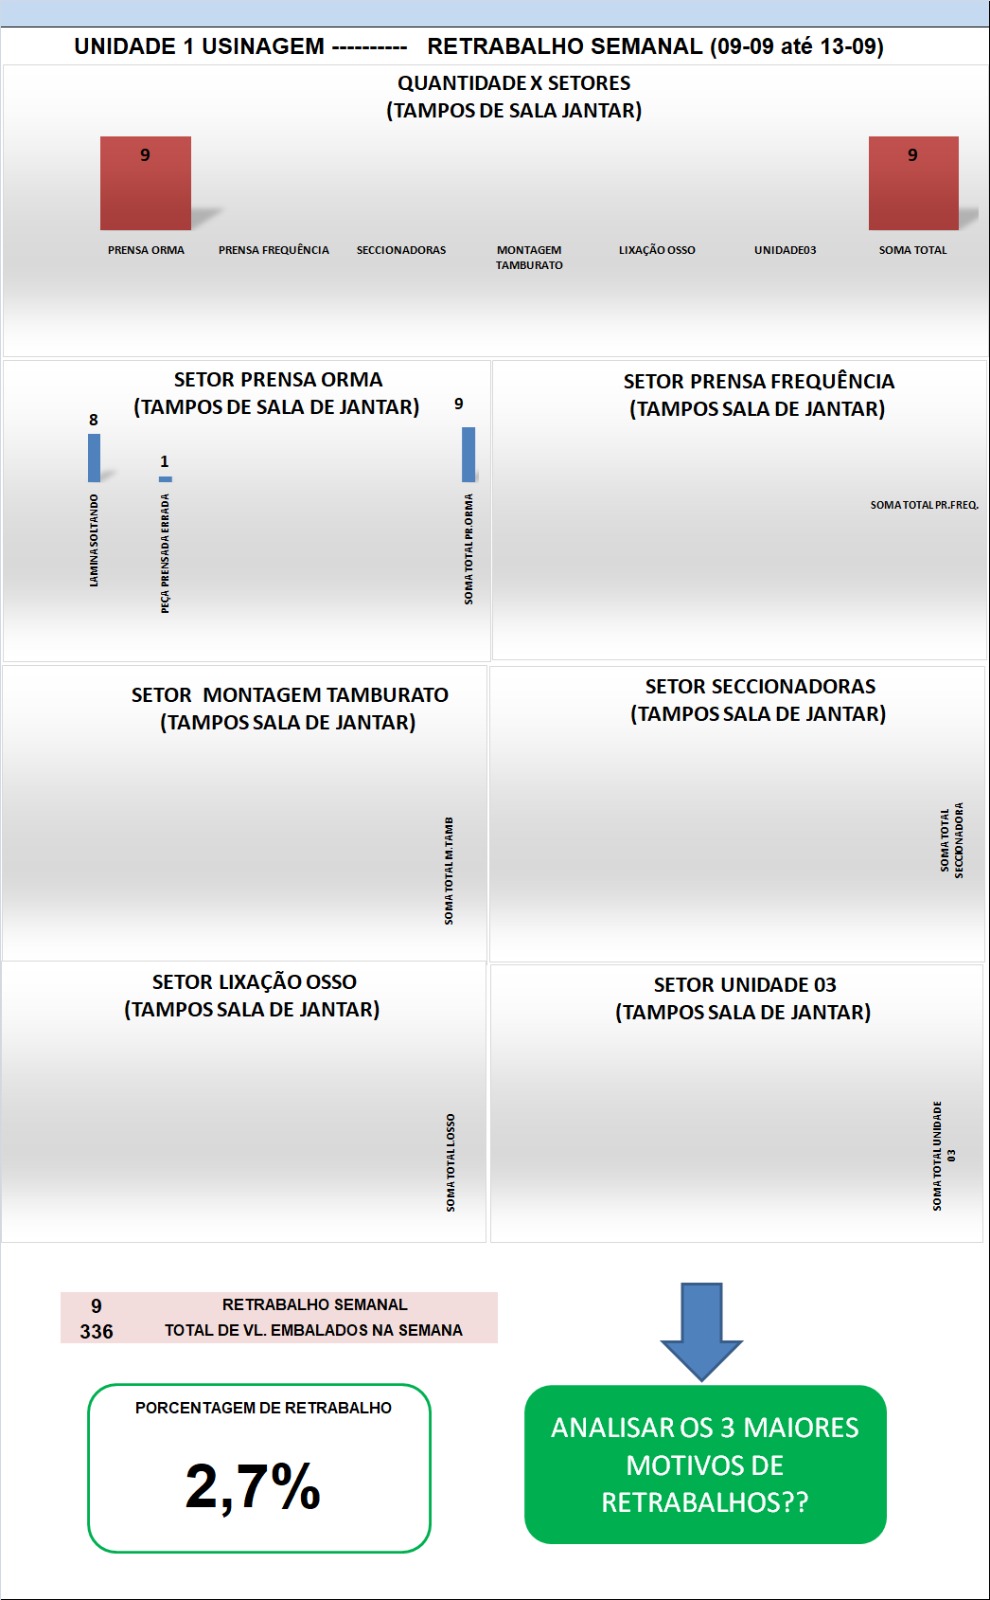 UNIDADE 1 USINAGEM ---------- RETRABALHO SEMANAL (09-09 até 13-09)
QUANTIDADE X SETORES
(TAMPOS DE SALA JANTAR)
9
9
PRENSA ORMA
PRENSA FREQUÊNCIA
SECCIONADORAS
MONTAGEM
TAMBURATO
LIXAÇÃO OSSO
UNIDADE03
SOMA TOTAL
SETOR PRENSA ORMA
(TAMPOS DE SALA DE JANTAR)
8
1
9
LAMINA SOLTANDO
PEÇA PRENSADA ERRADA
SOMA TOTAL PR.ORMA
SETOR PRENSA FREQUÊNCIA
(TAMPOS SALA DE JANTAR)
SOMA TOTAL PR.FREQ.
SETOR MONTAGEM TAMBURATO
(TAMPOS SALA DE JANTAR)
SOMA TOTAL M.TAMB
SETOR SECCIONADORAS
(TAMPOS SALA DE JANTAR)
SOMA TOTAL
SECCIONADORA
SETOR LIXAÇÃO OSSO
(TAMPOS SALA DE JANTAR)
SOMA TOTAL L.OSSO
SETOR UNIDADE 03
(TAMPOS SALA DE JANTAR)
SOMA TOTAL UNIDADE
03
9 RETRABALHO SEMANAL
336 TOTAL DE VL. EMBALADOS NA SEMANA
PORCENTAGEM DE RETRABALHO
2,7%
ANALISAR OS 3 MAIORES
MOTIVOS DE
RETRABALHOS??